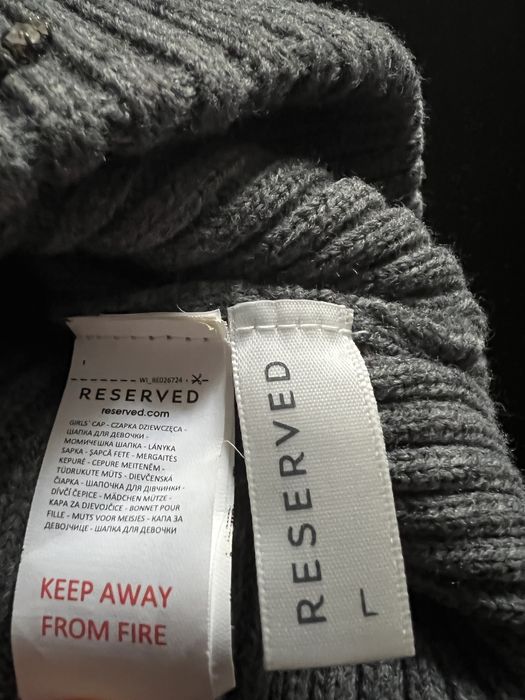 WI_8ED26724
RESERVED
reserved.com
GIRLS` CAP - CZAPKA DZIEWCZĘCA -
ШАПКА ДЛЯ ДЕВОЧКИ -
МОМИЧЕШКА ШАПКА - LÁNYKA
SAPKA - ŞAPCĂ FETE - MERGAITĖS
KEPURĖ - CEPURE MEITENĒM -
TÜDRUKUTE MÜTS - DIEVČENSKÁ
ČIAPKA - ШАПОЧКА ДЛЯ ДІВЧИНКИ -
DÍVČÍ ČEPICE - MÄDCHEN MÜTZE -
KAPA ZA DJEVOJČICE - BONNET POUR
FILLE - MUTS VOOR MEISJES - КАПА ЗА
ДЕВОЈЧИЦЕ - ШАПКА ДЛЯ ДЕВОЧКИ
KEEP AWAY
FROM FIRE
RESERVED
L